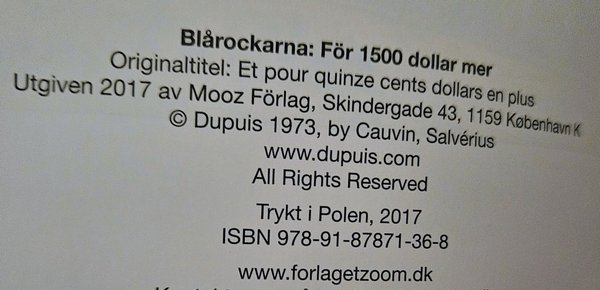 Blårockarna: För 1500 dollar mer
Originaltitel: Et pour quinze cents dollars en plus
Utgiven 2017 av Mooz Förlag, Skindergade 43, 1159 København K
© Dupuis 1973, by Cauvin, Salvérius
www.dupuis.com
All Rights Reserved
Trykt i Polen, 2017
ISBN 978-91-87871-36-8
www.forlagetzoom.dk